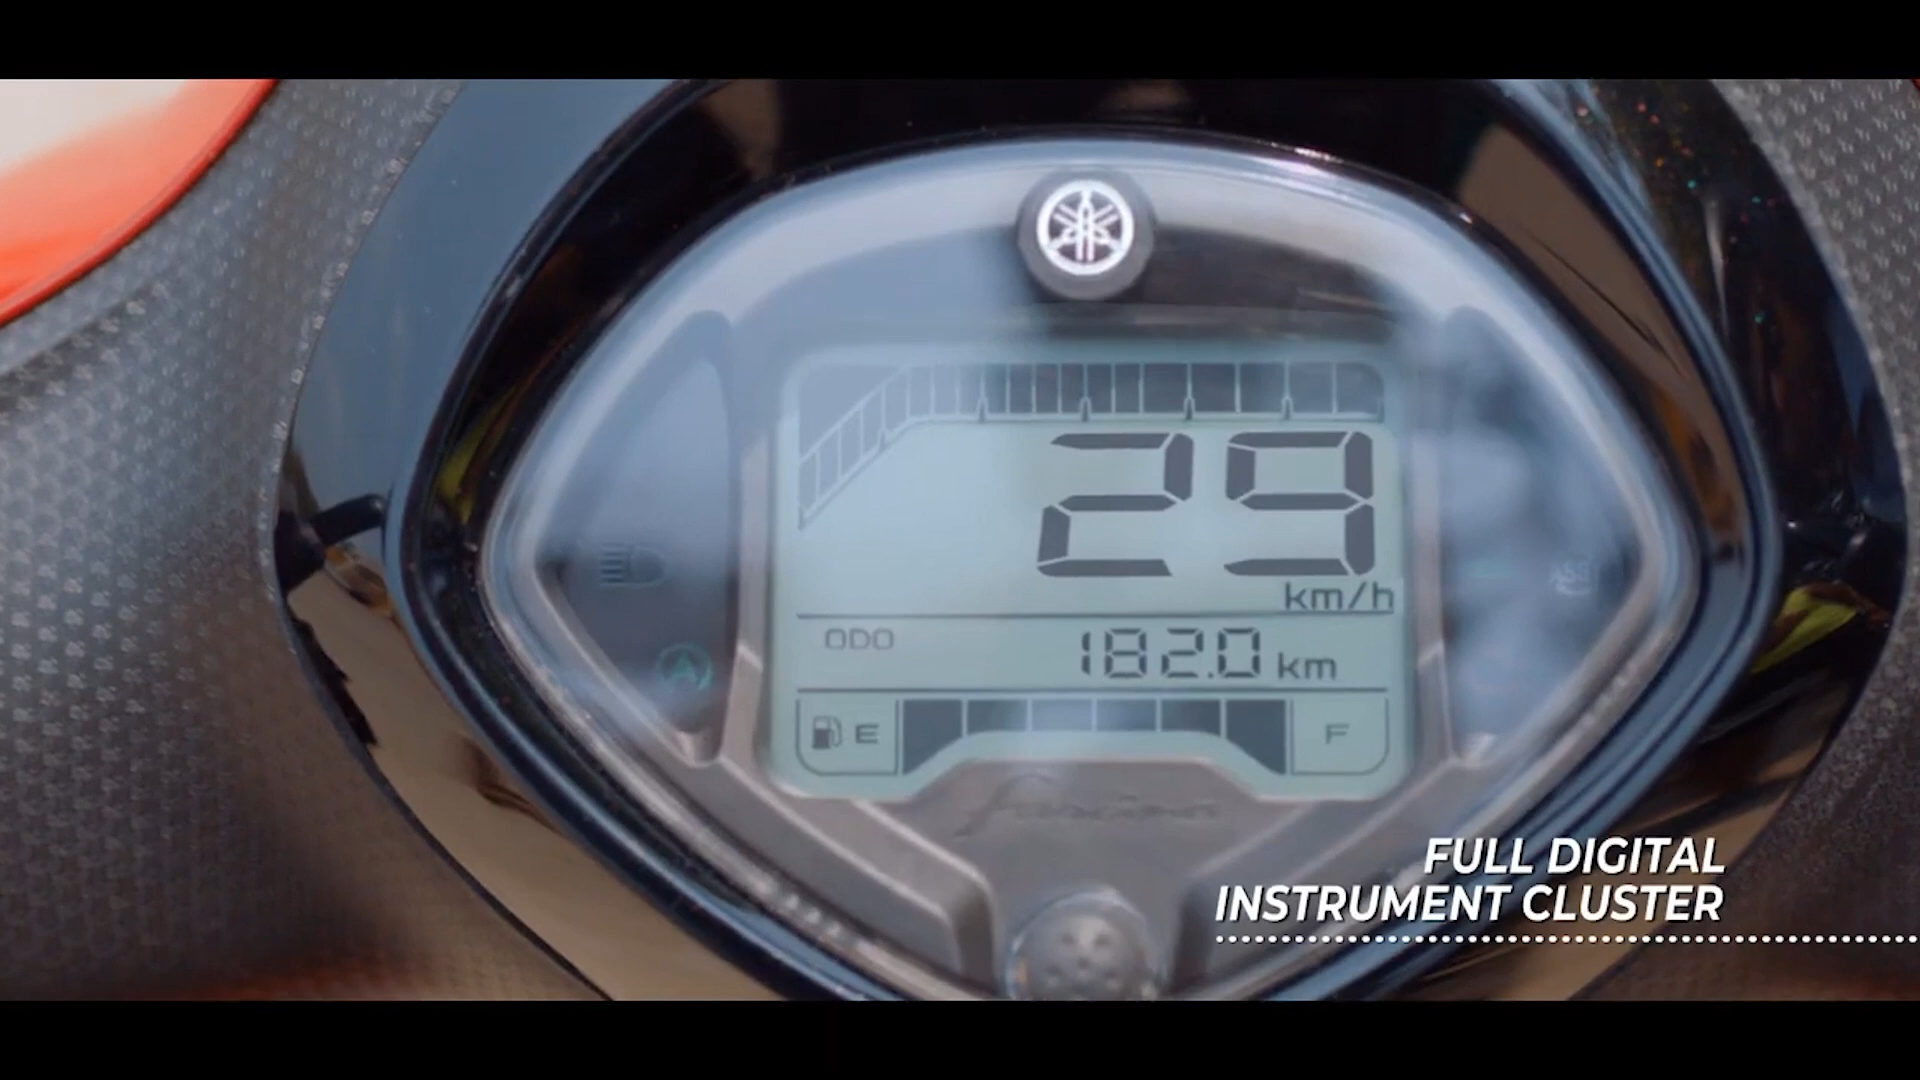 29
km/h
ODO 182.0 km
E F
FULL DIGITAL
INSTRUMENT CLUSTER